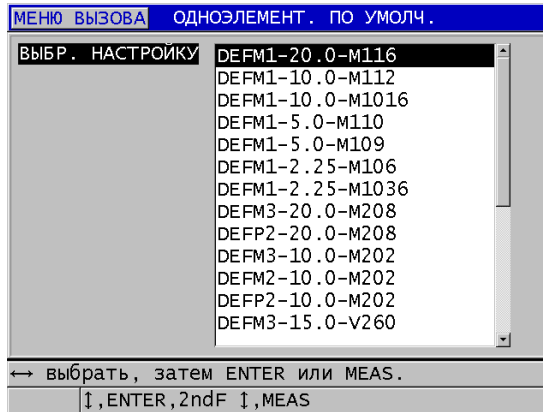 МЕНЮ ВЫЗОВА ОДНОЭЛЕМЕНТ. ПО УМОЛЧ.
ВЫБР. НАСТРОЙКУ
DEFM1-20.0-M116
DEFM1-10.0-M112
DEFM1-10.0-M1016
DEFM1-5.0-M110
DEFM1-5.0-M109
DEFM1-2.25-M106
DEFM1-2.25-M1036
DEFM3-20.0-M208
DEFP2-20.0-M208
DEFM3-10.0-M202
DEFM2-10.0-M202
DEFP2-10.0-M202
DEFM3-15.0-V260
↔ выбрать, затем ENTER или MEAS.
↕,ENTER,2ndF ↕,MEAS